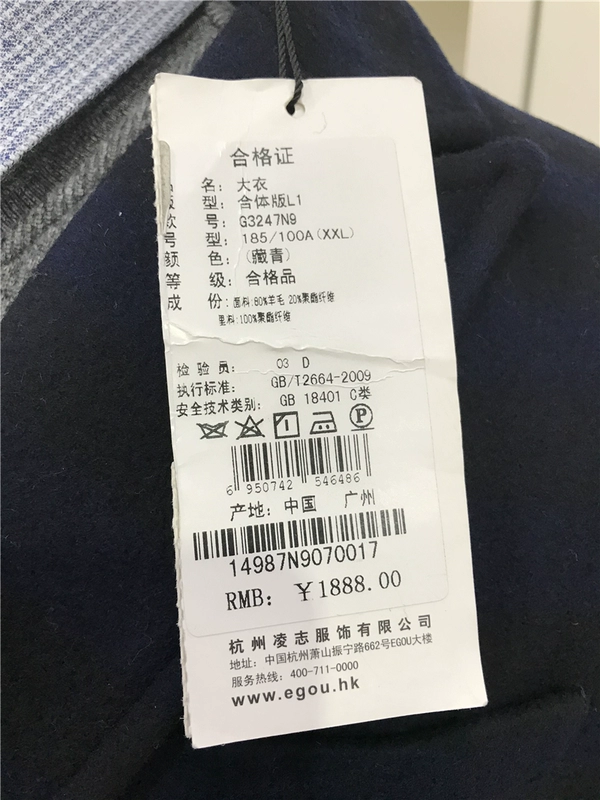 合格证
品 名：大衣
版 型：合体版L1
款 号：G3247N9
号 型：185/100A(XXL)
颜 色：(藏青)
等 级：合格品
成 份：面料:80%羊毛 20%聚酯纤维
里料:100%聚酯纤维
检 验 员： 03 D
执行标准： GB/T2664-2009
安全技术类别： GB 18401 C类
P
6 950742 546486
产地：中国 广州
14987N9070017
RMB：￥1888.00
杭州凌志服饰有限公司
地址：中国杭州萧山振宁路662号EGOU大楼
服务热线：400-711-0000
www.egou.hk